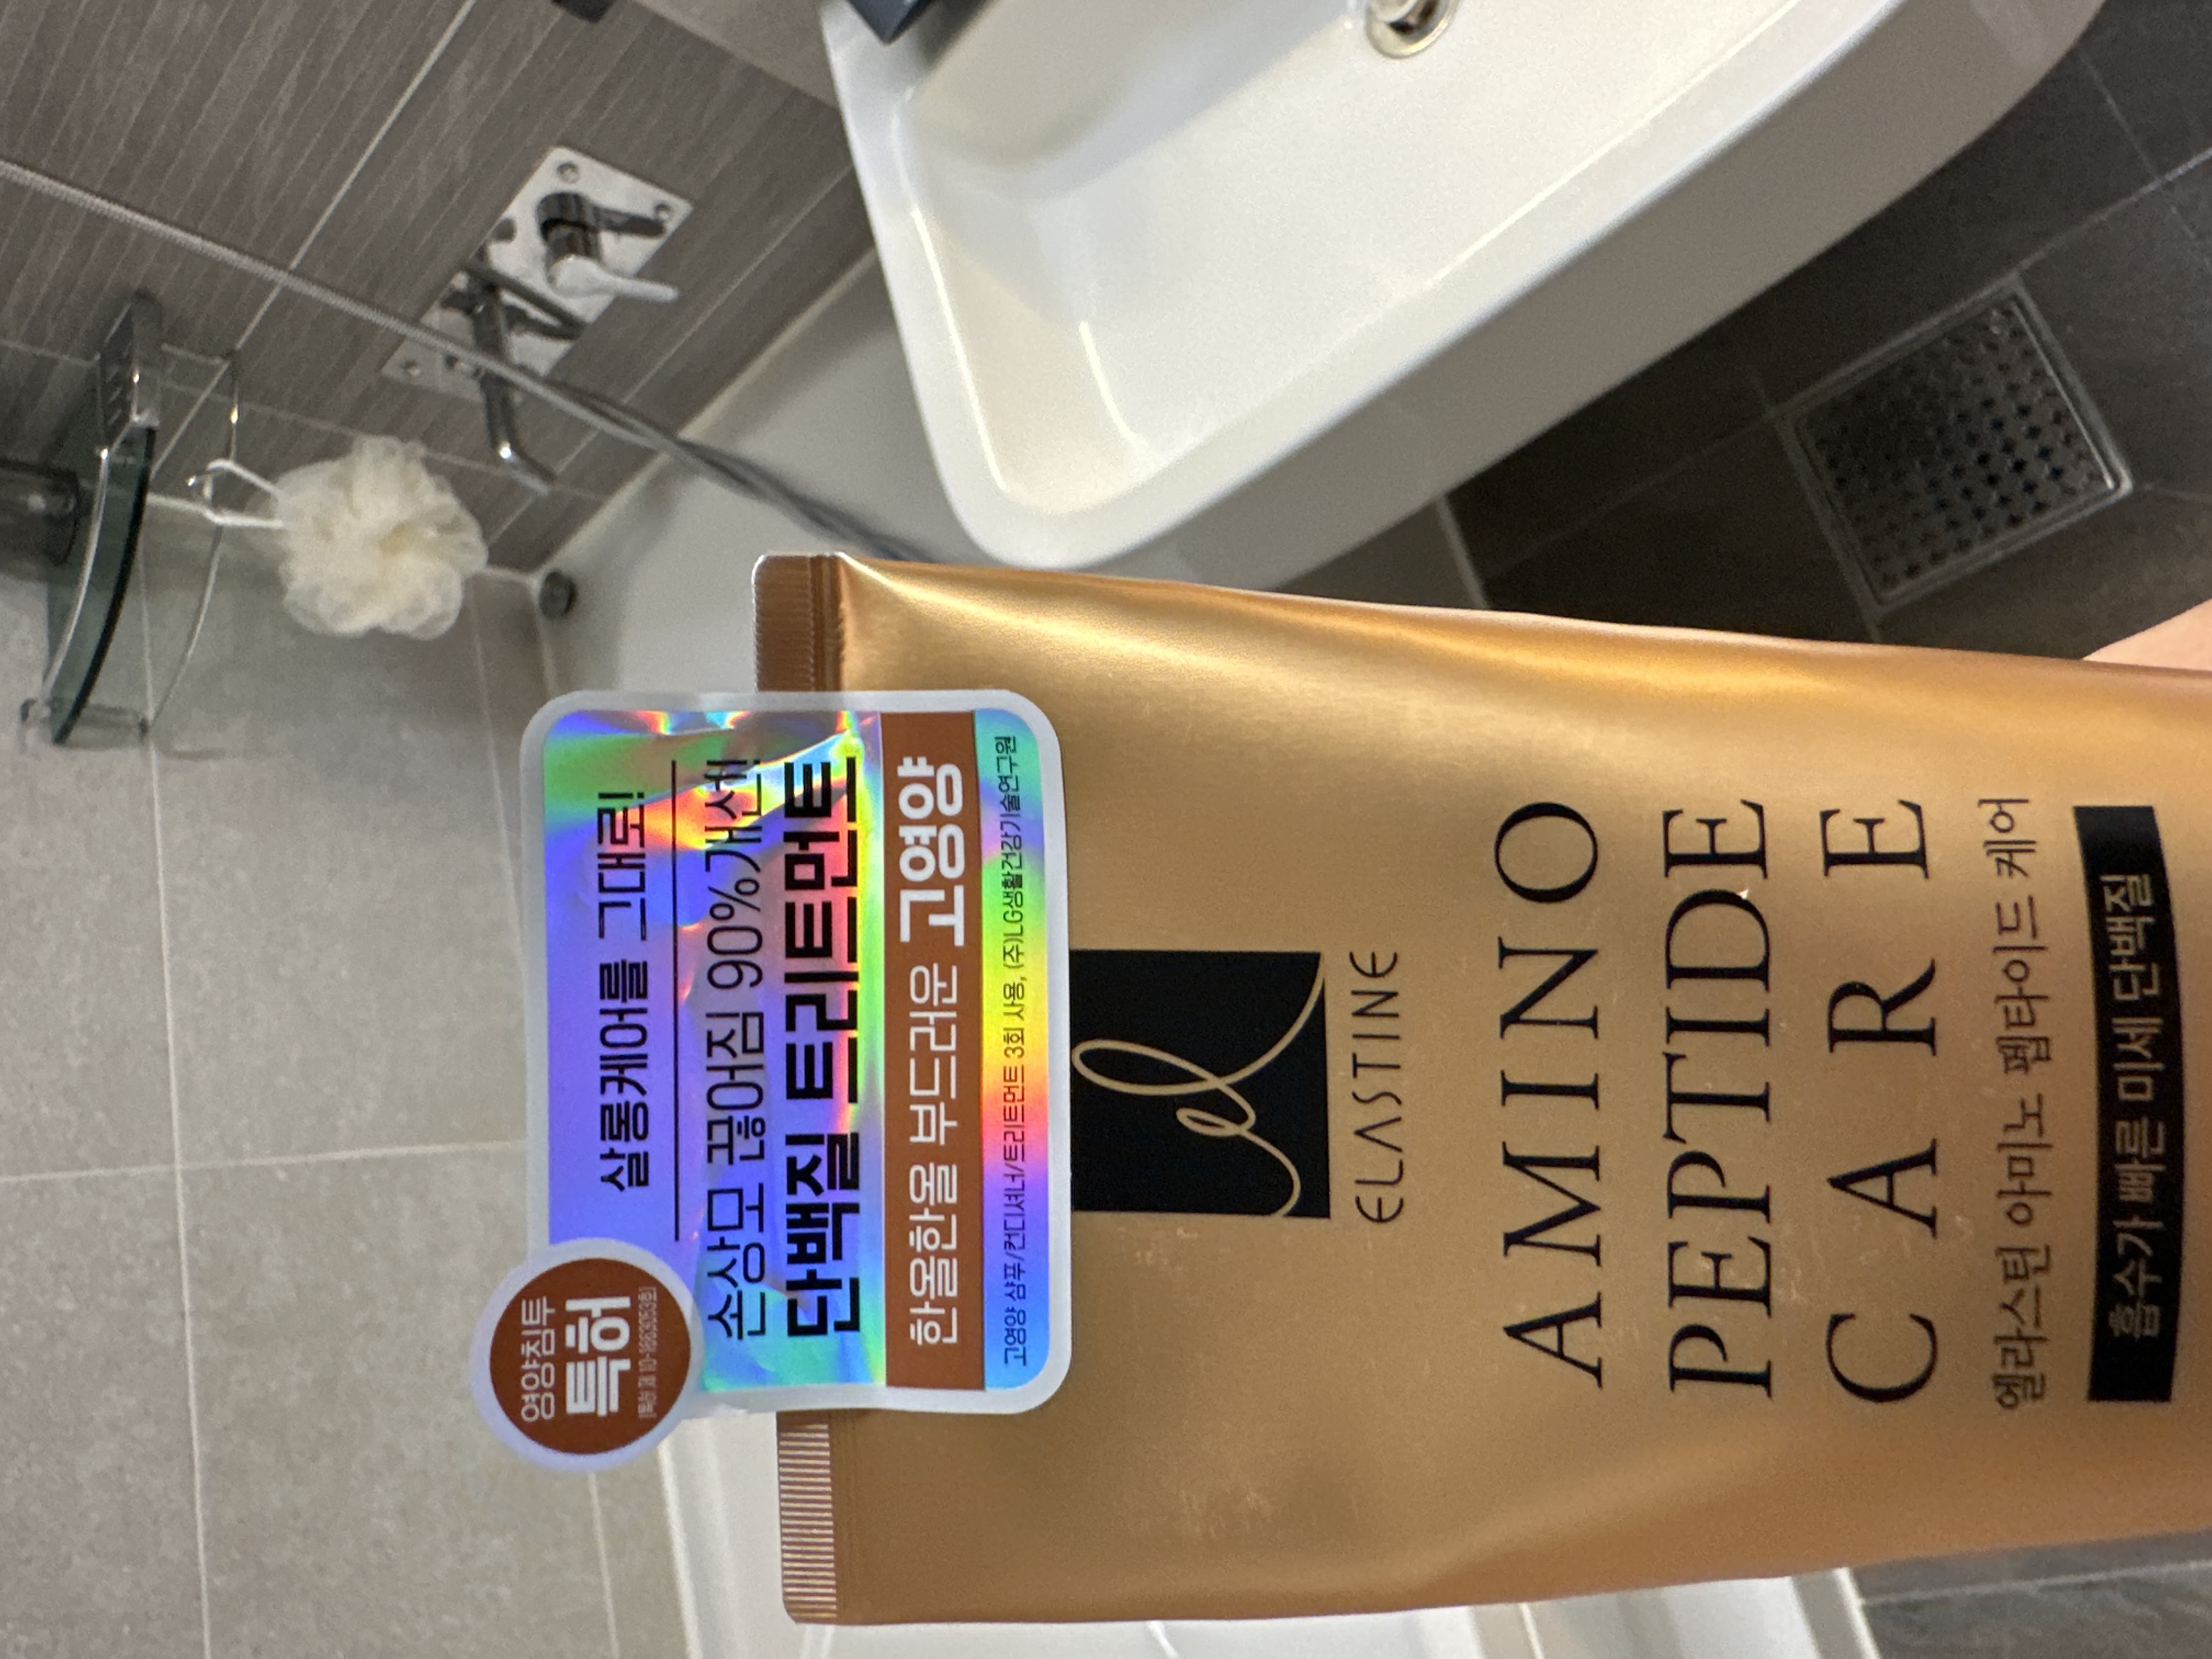 영양침투
특허
살롱케어를 그대로!
손상모 끊어짐 90%개선!
단백질 트리트먼트
한올한올 부드러운 고영양
고영양 샴푸/컨디셔너/트리트먼트 3회 사용, (주)LG생활건강기술연구원
ELASTINE
AMINO
PEPTIDE
CARE
엘라스틴 아미노 펩타이드 케어
흡수가 빠른 미세 단백질